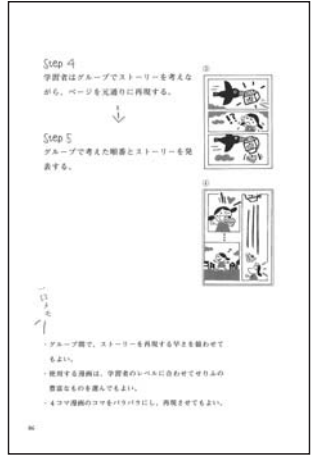 Step 4
学習者はグループでストーリーを考えな
がら、ページを元通りに再現する。
Step 5
グループで考えた順番とストーリーを発
表する。
③
④
一口メモ
・グループ間で、ストーリーを再現する早さを競わせて
もよい。
・使用する漫画は、学習者のレベルに合わせてせりふの
豊富なものを選んでもよい。
・4コマ漫画のコマをバラバラにし、再現させてもよい。
86